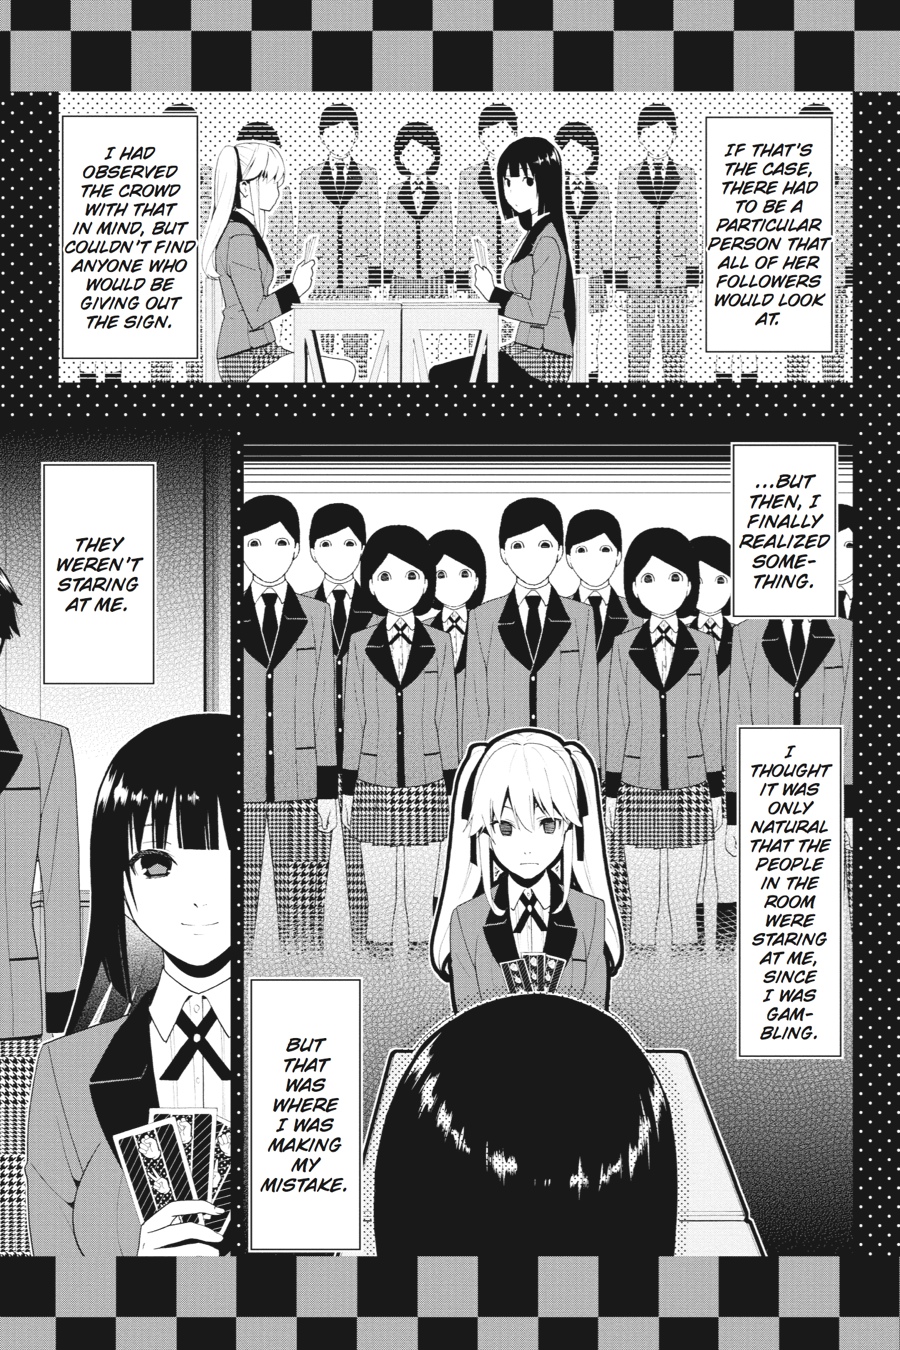 IF THAT'S
THE CASE,
THERE HAD
TO BE A
PARTICULAR
PERSON THAT
ALL OF HER
FOLLOWERS
WOULD LOOK
AT.
I HAD
OBSERVED
THE CROWD
WITH THAT
IN MIND, BUT
COULDN'T FIND
ANYONE WHO
WOULD BE
GIVING OUT
THE SIGN.
...BUT
THEN, I
FINALLY
REALIZED
SOME-
THING.
I
THOUGHT
IT WAS
ONLY
NATURAL
THAT THE
PEOPLE
IN THE
ROOM
WERE
STARING
AT ME,
SINCE
I WAS
GAM-
BLING.
BUT
THAT
WAS
WHERE
I WAS
MAKING
MY
MISTAKE.
THEY
WEREN'T
STARING
AT ME.